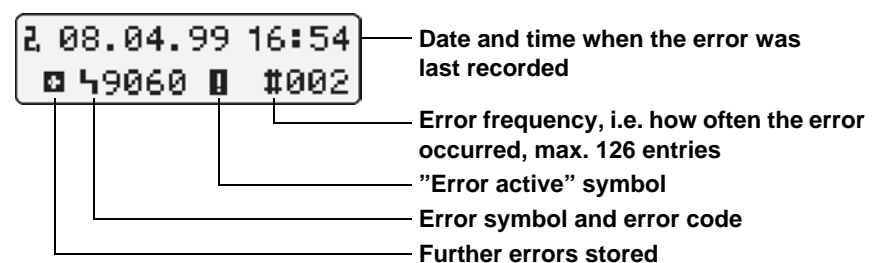 2. 08.04.99 16:54
ϟ9060 ! #002
Date and time when the error was
last recorded
Error frequency, i.e. how often the error
occurred, max. 126 entries
”Error active” symbol
Error symbol and error code
Further errors stored